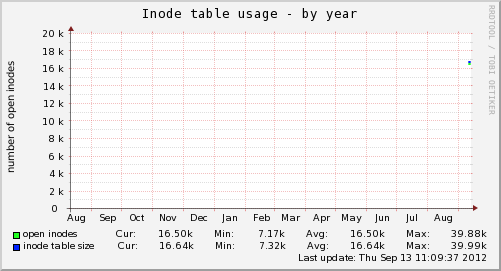 Inode table usage - by year
RRDTOOL / TOBI OETIKER
number of open inodes
20 k
18 k
16 k
14 k
12 k
10 k
8 k
6 k
4 k
2 k
0
Aug Sep Oct Nov Dec Jan Feb Mar Apr May Jun Jul Aug
open inodes Cur: 16.50k Min: 7.17k Avg: 16.50k Max: 39.88k
inode table size Cur: 16.64k Min: 7.32k Avg: 16.64k Max: 39.99k
Last update: Thu Sep 13 11:09:37 2012